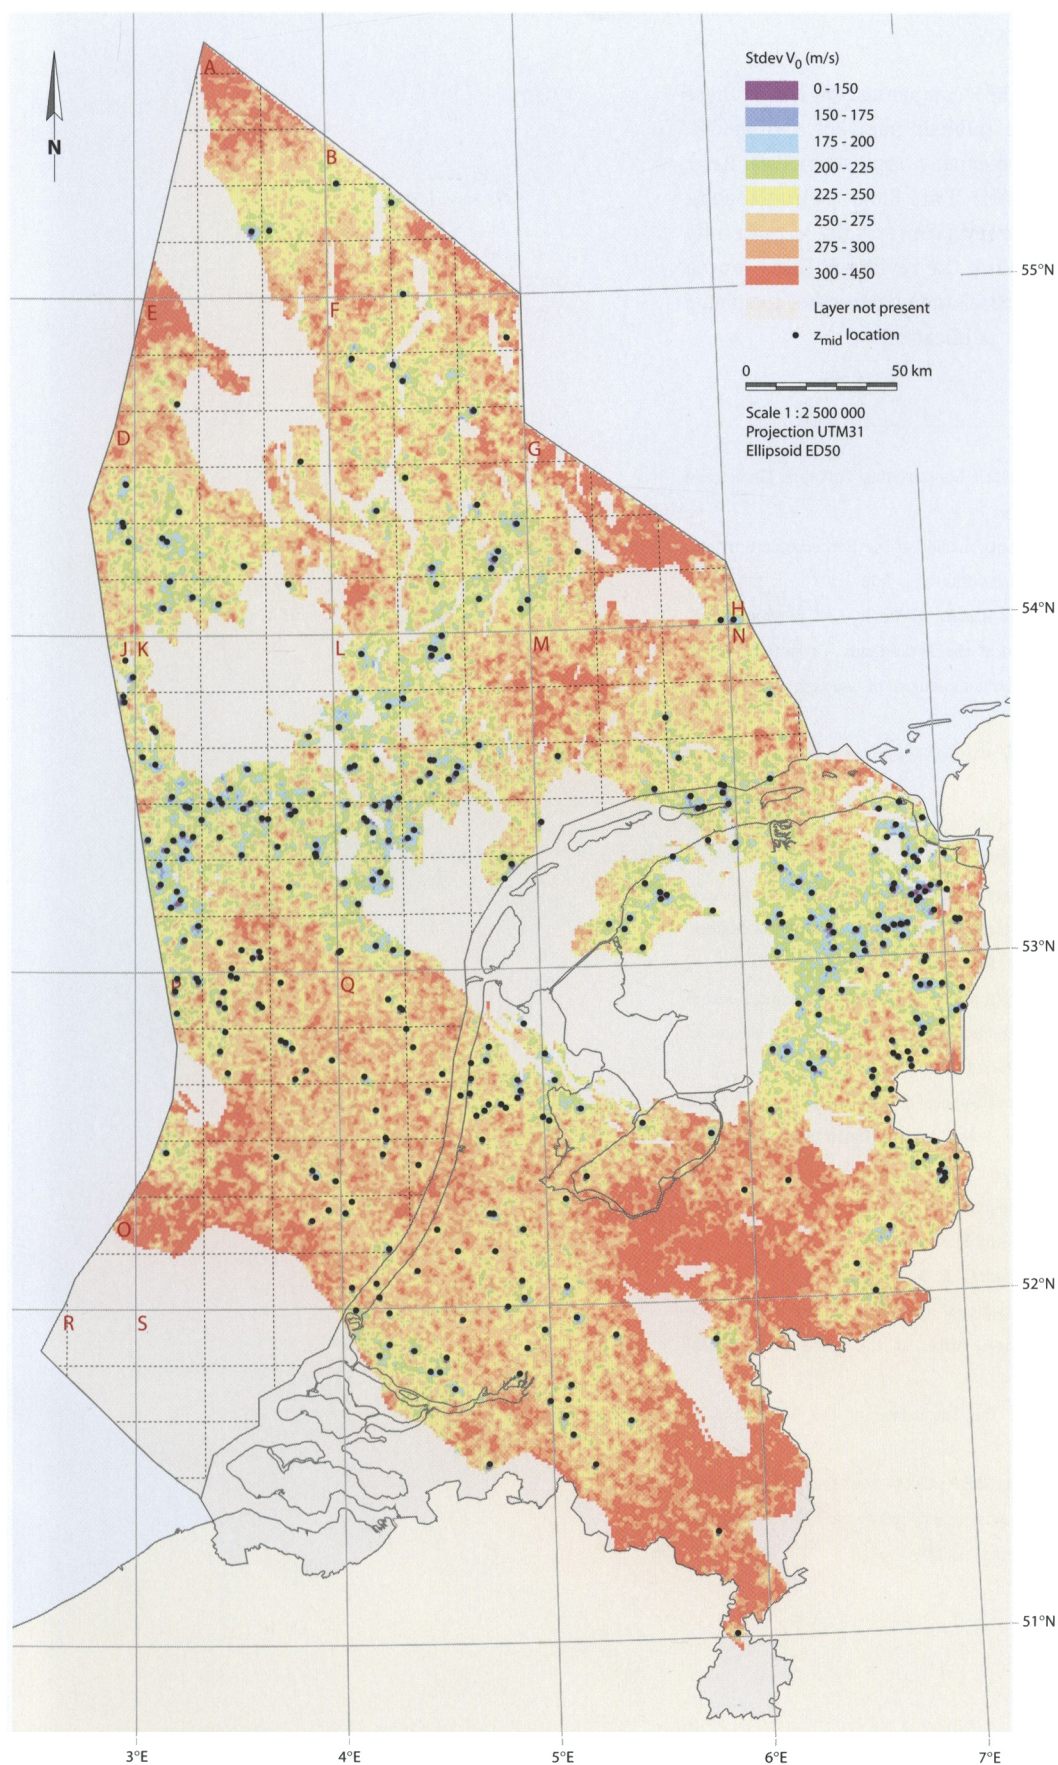 Stdev V0 (m/s)
0 - 150
150 - 175
175 - 200
200 - 225
225 - 250
250 - 275
275 - 300
300 - 450
Layer not present
zmid location
0 50 km
Scale 1 : 2 500 000
Projection UTM31
Ellipsoid ED50
N
A
B
E
F
D
G
H
J K
L
M
N
P
Q
O
R
S
55°N
54°N
53°N
52°N
51°N
3°E
4°E
5°E
6°E
7°E